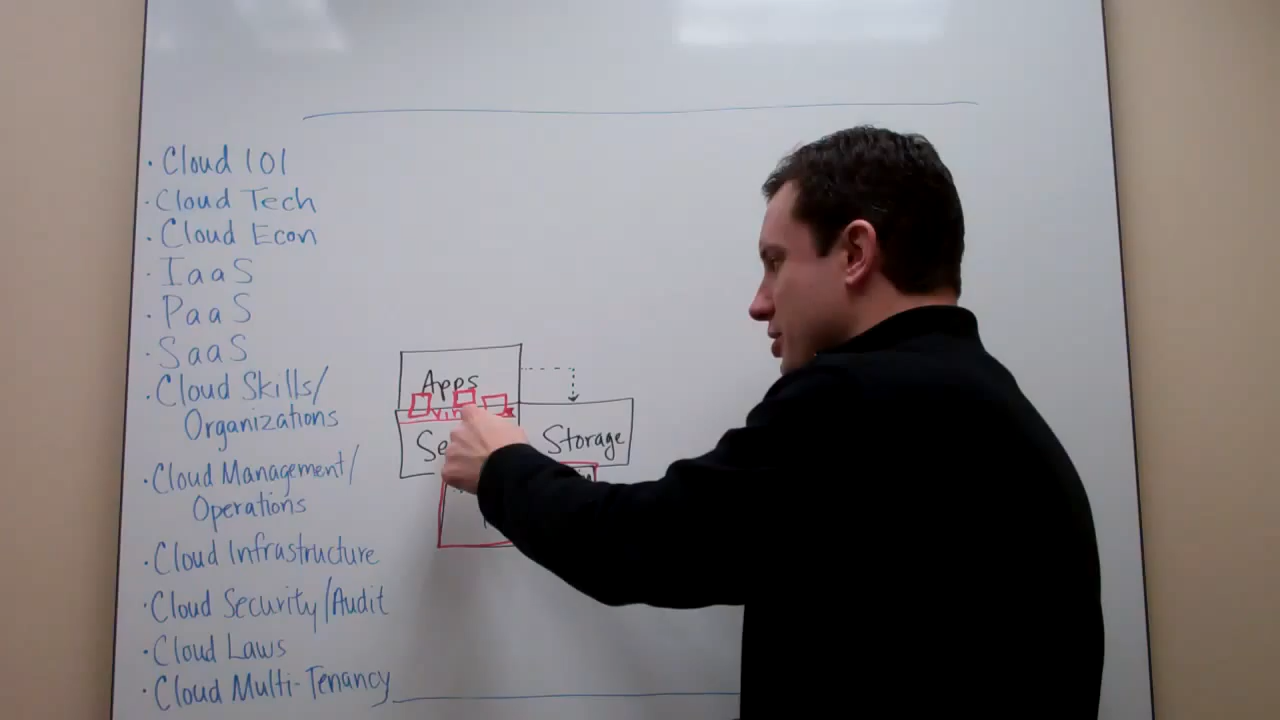 · Cloud 101
· Cloud Tech
· Cloud Econ
· IaaS
· PaaS
· SaaS
· Cloud Skills/
Organizations
· Cloud Management/
Operations
· Cloud Infrastructure
· Cloud Security/Audit
· Cloud Laws
· Cloud Multi-Tenancy
Apps
Storage